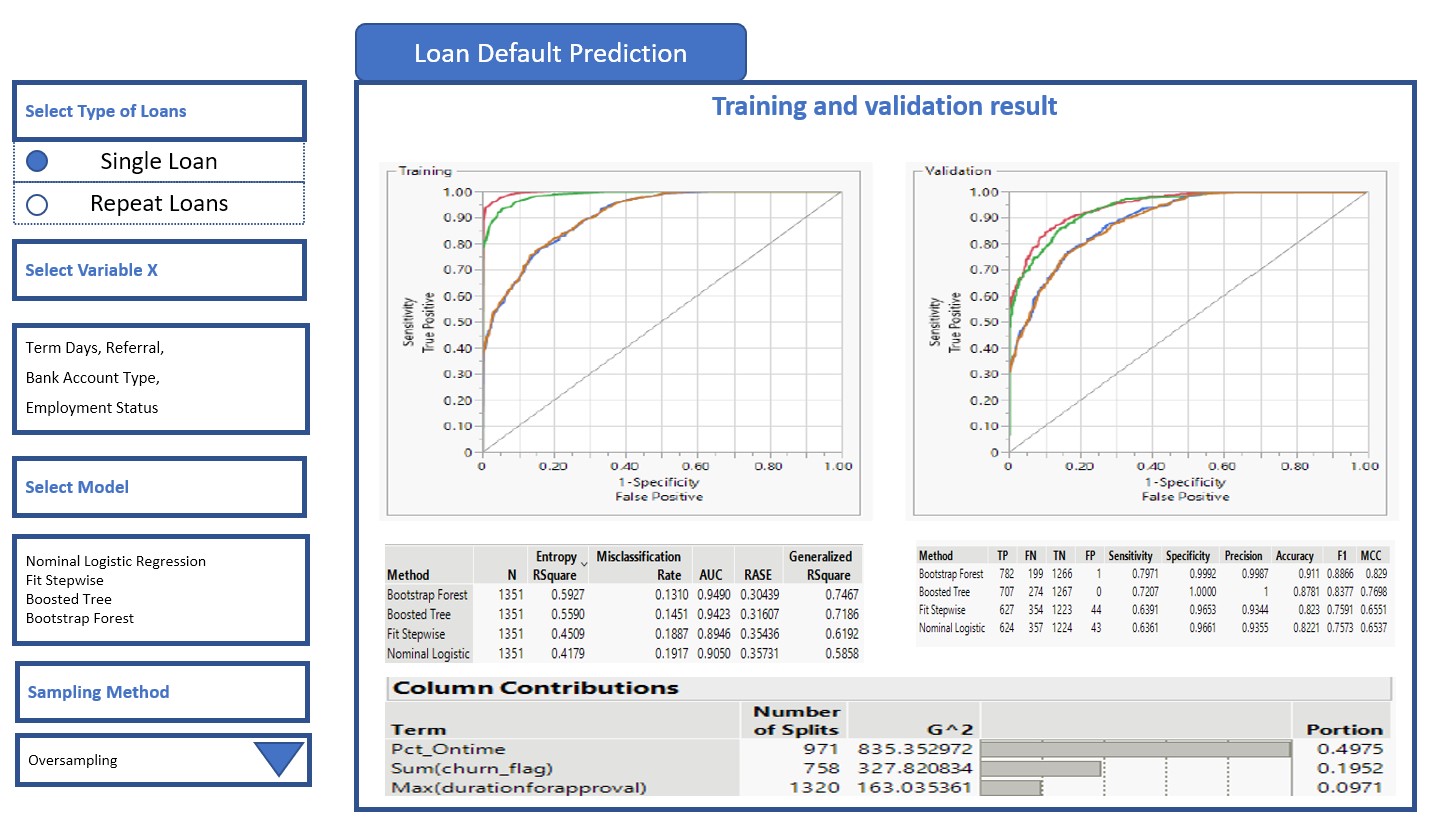 Loan Default Prediction
Select Type of Loans
Single Loan
Repeat Loans
Select Variable X
Term Days, Referral,
Bank Account Type,
Employment Status
Select Model
Nominal Logistic Regression
Fit Stepwise
Boosted Tree
Bootstrap Forest
Sampling Method
Oversampling
Training and validation result
Training
1.00
0.90
0.80
0.70
0.60
0.50
0.40
0.30
0.20
0.10
0
Sensitivity
True Positive
0 0.20 0.40 0.60 0.80 1.00
1-Specificity
False Positive
Validation
1.00
0.90
0.80
0.70
0.60
0.50
0.40
0.30
0.20
0.10
0
Sensitivity
True Positive
0 0.20 0.40 0.60 0.80 1.00
1-Specificity
False Positive
Entropy Misclassification Generalized
Method N RSquare Rate AUC RASE RSquare
Bootstrap Forest 1351 0.5927 0.1310 0.9490 0.30439 0.7467
Boosted Tree 1351 0.5590 0.1451 0.9423 0.31607 0.7186
Fit Stepwise 1351 0.4509 0.1887 0.8946 0.35436 0.6192
Nominal Logistic 1351 0.4179 0.1917 0.9050 0.35731 0.5858
Method TP FN TN FP Sensitivity Specificity Precision Accuracy F1 MCC
Bootstrap Forest 782 199 1266 1 0.7971 0.9992 0.9987 0.911 0.8866 0.829
Boosted Tree 707 274 1267 0 0.7207 1.0000 1 0.8781 0.8377 0.7698
Fit Stepwise 627 354 1223 44 0.6391 0.9653 0.9344 0.823 0.7591 0.6551
Nominal Logistic 624 357 1224 43 0.6361 0.9661 0.9355 0.8221 0.7573 0.6537
Column Contributions
Number
Term of Splits G^2 Portion
Pct_Ontime 971 835.352972 0.4975
Sum(churn_flag) 758 327.820834 0.1952
Max(durationforapproval) 1320 163.035361 0.0971